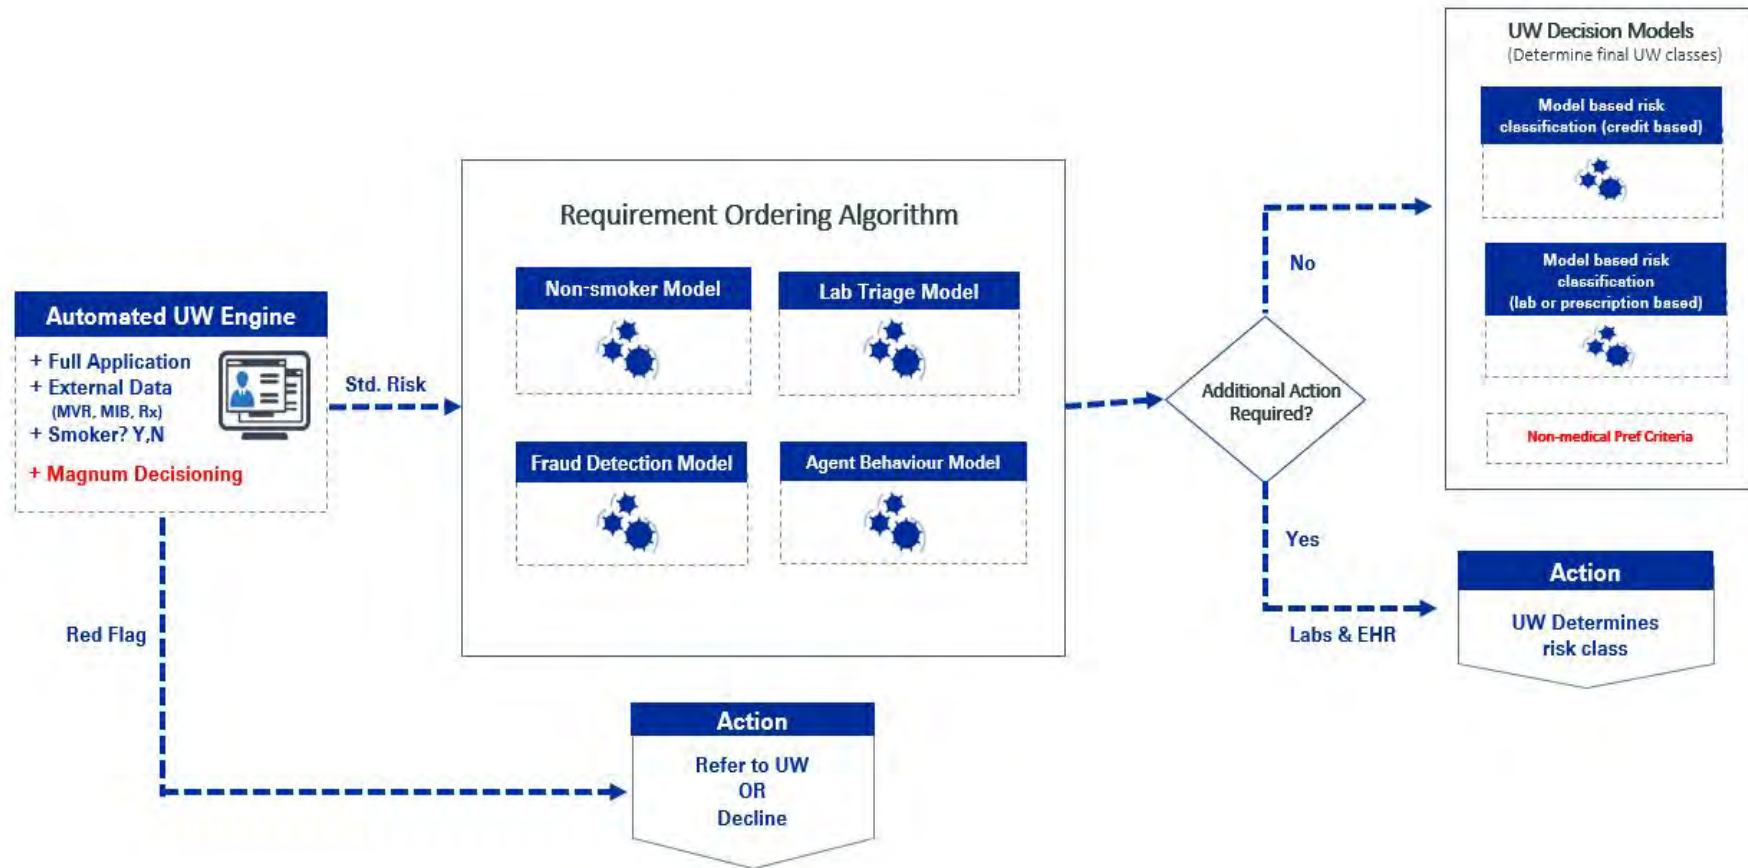 UW Decision Models
(Determine final UW classes)
Model based risk
classification (credit based)
Model based risk
classification
(lab or prescription based)
Non-medical Pref Criteria
Requirement Ordering Algorithm
Non-smoker Model
Lab Triage Model
Fraud Detection Model
Agent Behaviour Model
Automated UW Engine
+ Full Application
+ External Data
(MVR, MIB, Rx)
+ Smoker? Y,N
+ Magnum Decisioning
Std. Risk
Additional Action
Required?
No
Yes
Labs & EHR
Action
UW Determines
risk class
Red Flag
Action
Refer to UW
OR
Decline